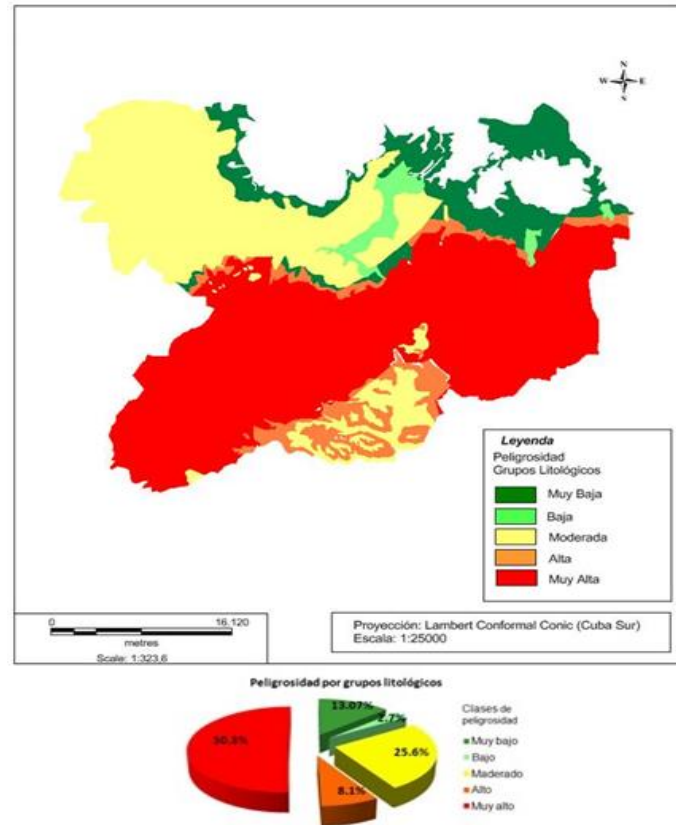 N
W E
S
Leyenda
Peligrosidad
Grupos Litológicos
Muy Baja
Baja
Moderada
Alta
Muy Alta
0 16.120
metres
Scale: 1:323,6
Proyección: Lambert Conformal Conic (Cuba Sur)
Escala: 1:25000
Peligrosidad por grupos litológicos
13.07%
2.7%
25.6%
8.1%
Clases de
peligrosidad
Muy bajo
Bajo
Maderado
Alto
Muy alto